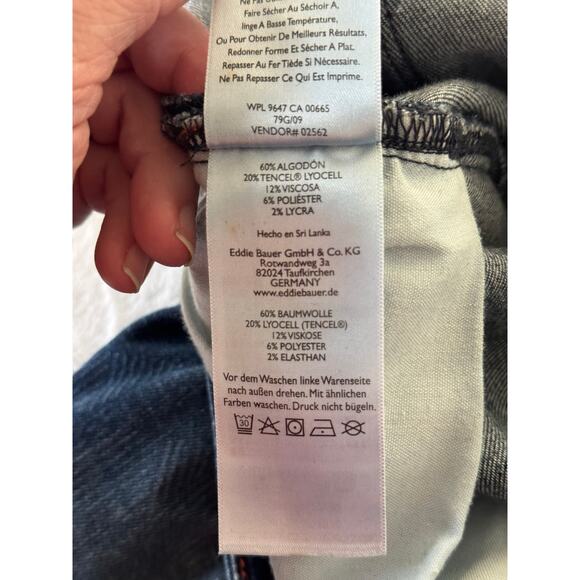 Faire Sécher Au Séchoir A,
linge A Basse Température,
Ou Pour Obtenir De Meilleurs Résultats,
Redonner Forme Et Sécher A Plat.
Repasser Au Fer Tiède Si Nécessaire.
Ne Pas Repasser Ce Qui Est Imprime.
WPL 9647 CA 00665
79G/09
VENDOR# 02562
60% ALGODÓN
20% TENCEL® LYOCELL
12% VISCOSA
6% POLIÉSTER
2% LYCRA
Hecho en Sri Lanka
Eddie Bauer GmbH & Co. KG
Rotwandweg 3a
82024 Taufkirchen
GERMANY
www.eddiebauer.de
60% BAUMWOLLE
20% LYOCELL (TENCEL®)
12% VISKOSE
6% POLYESTER
2% ELASTHAN
Vor dem Waschen linke Warenseite
nach außen drehen. Mit ähnlichen
Farben waschen. Druck nicht bügeln.
30